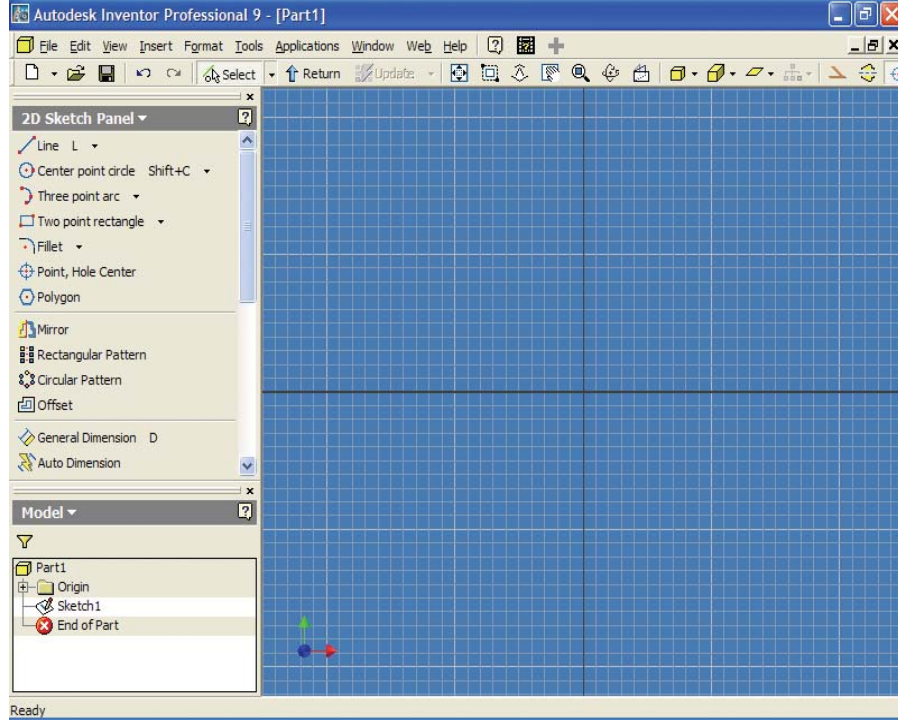 Autodesk Inventor Professional 9 - [Part1]
File Edit View Insert Format Tools Applications Window Web Help
Select Return Update
2D Sketch Panel
Line L
Center point circle Shift+C
Three point arc
Two point rectangle
Fillet
Point, Hole Center
Polygon
Mirror
Rectangular Pattern
Circular Pattern
Offset
General Dimension D
Auto Dimension
Model
Part1
Origin
Sketch1
End of Part
Ready